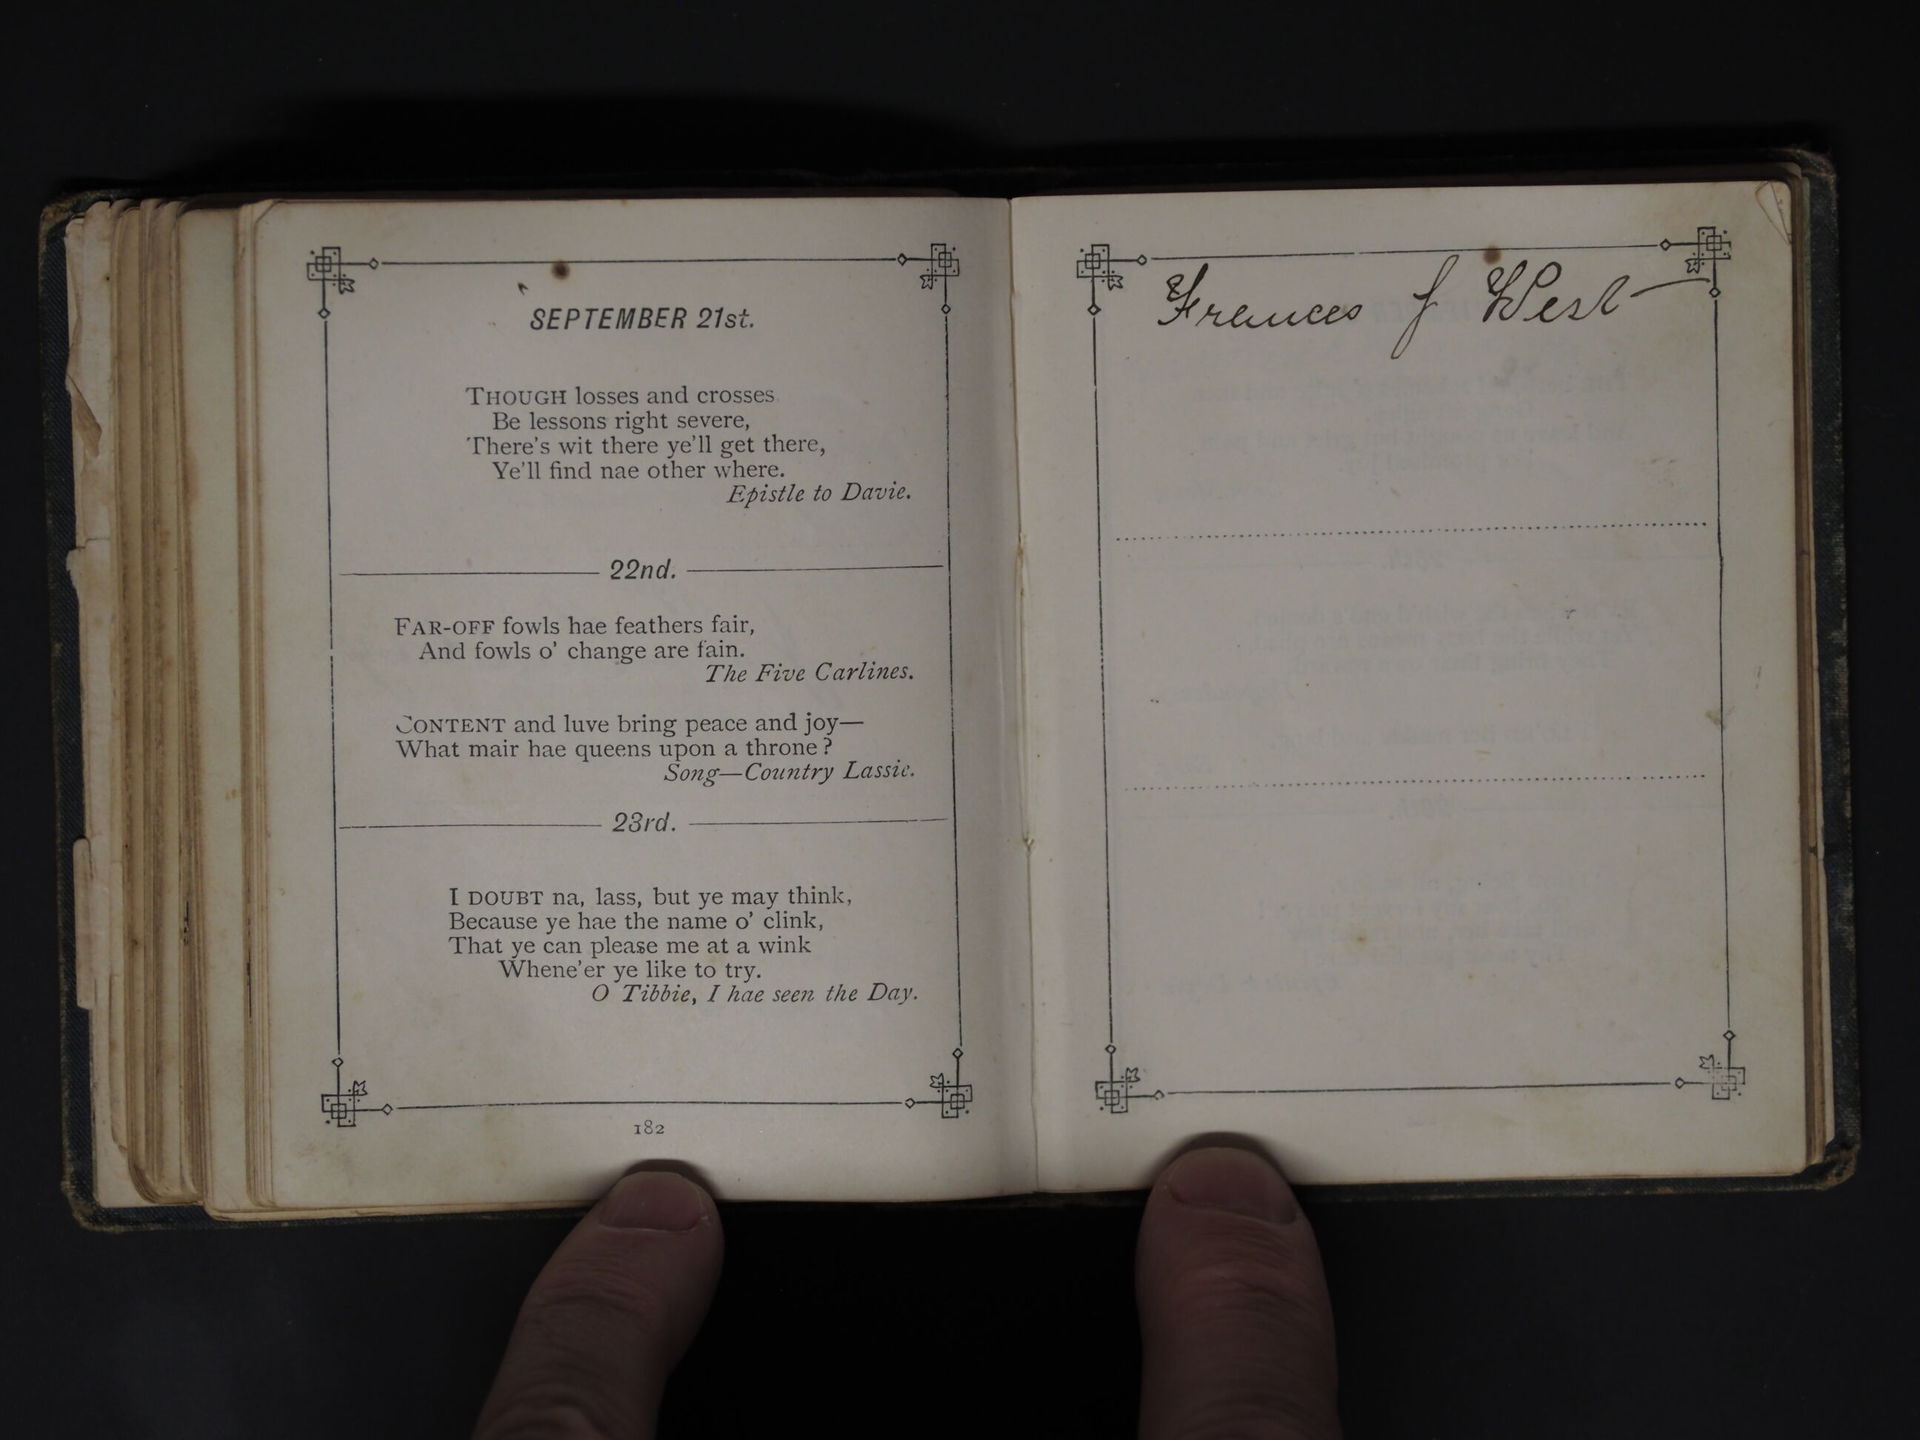 SEPTEMBER 21st.
THOUGH losses and crosses
Be lessons right severe,
There's wit there ye'll get there,
Ye'll find nae other where.
Epistle to Davie.
22nd.
FAR-OFF fowls hae feathers fair,
And fowls o' change are fain.
The Five Carlines.
CONTENT and luve bring peace and joy—
What mair hae queens upon a throne?
Song—Country Lassie.
23rd.
I DOUBT na, lass, but ye may think,
Because ye hae the name o' clink,
That ye can please me at a wink
Whene'er ye like to try.
O Tibbie, I hae seen the Day.
182
Frances J West